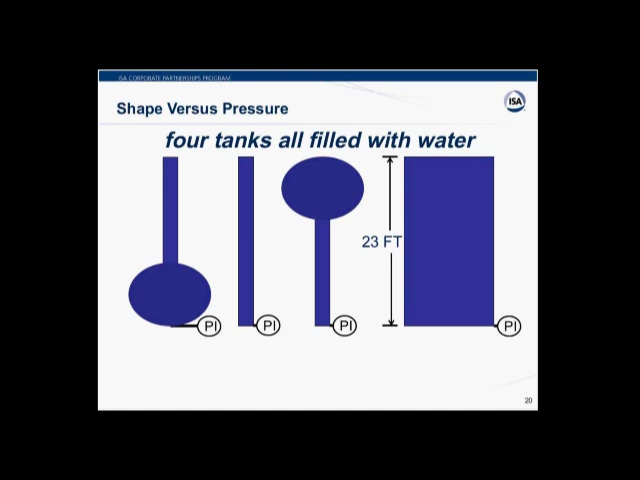 ISA CORPORATE PARTNERSHIPS PROGRAM
ISA
Shape Versus Pressure
four tanks all filled with water
23 FT
PI
PI
PI
PI
20